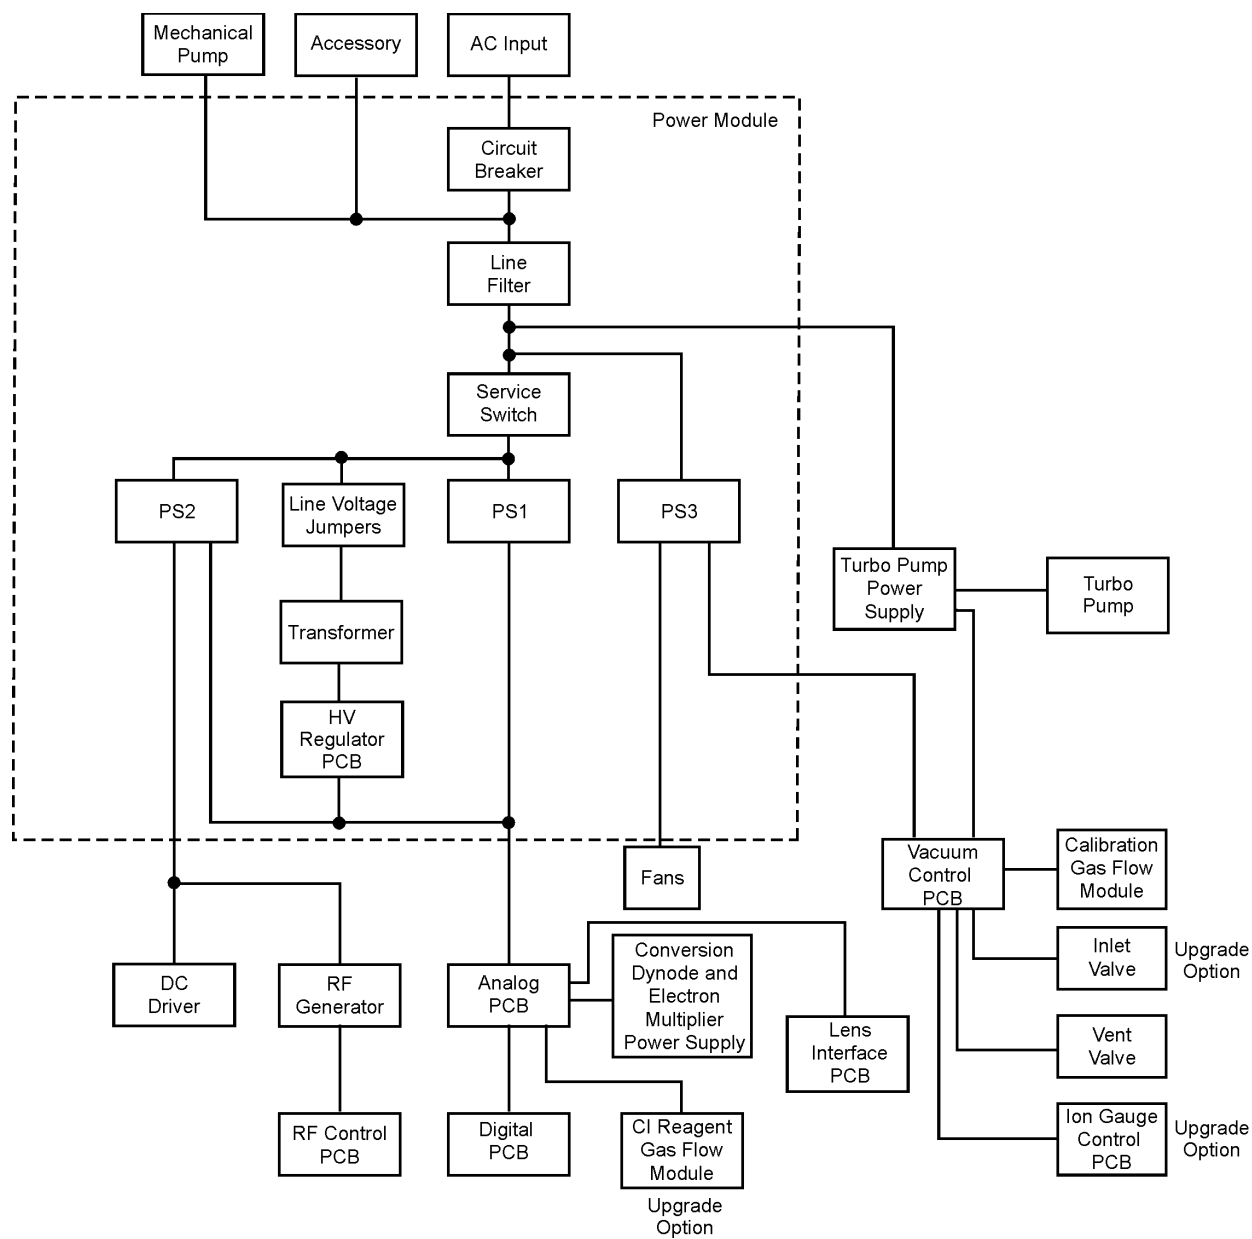 Mechanical
Pump
Accessory
AC Input
Power Module
Circuit
Breaker
Line
Filter
Service
Switch
PS2
Line Voltage
Jumpers
PS1
PS3
Turbo Pump
Power
Supply
Turbo
Pump
Transformer
HV
Regulator
PCB
Fans
Vacuum
Control
PCB
Calibration
Gas Flow
Module
Inlet
Valve
Upgrade
Option
DC
Driver
RF
Generator
Analog
PCB
Conversion
Dynode and
Electron
Multiplier
Power Supply
Lens
Interface
PCB
Vent
Valve
RF Control
PCB
Digital
PCB
CI Reagent
Gas Flow
Module
Upgrade
Option
Ion Gauge
Control
PCB
Upgrade
Option